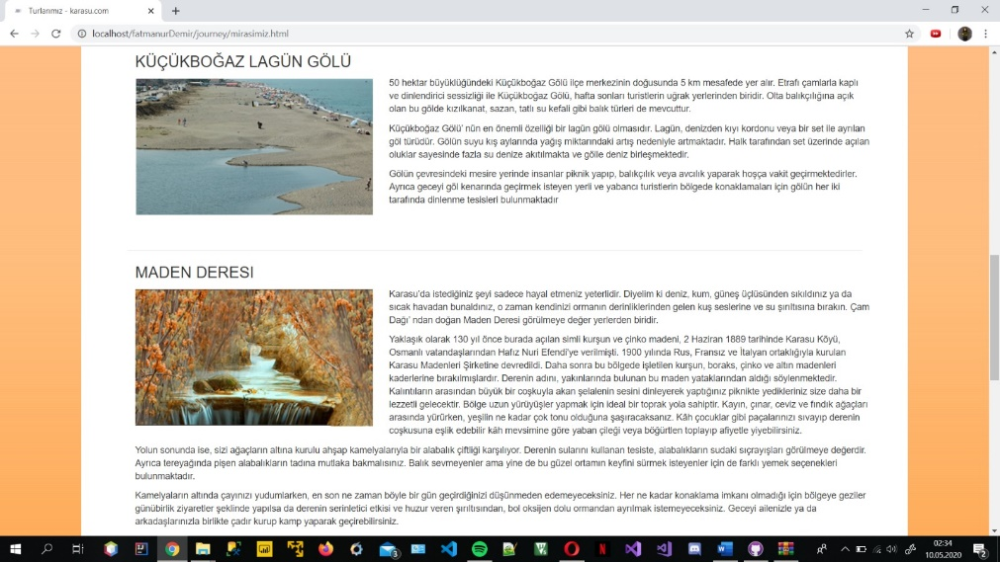 Turlarımız - karasu.com
localhost/fatmanurDemir/journey/mirasimiz.html
KÜÇÜKBOĞAZ LAGÜN GÖLÜ
50 hektar büyüklüğündeki Küçükboğaz Gölü ilçe merkezinin doğusunda 5 km mesafede yer alır. Etrafı çamlarla kaplı
ve dinlendirici sessizliği ile Küçükboğaz Gölü, hafta sonları turistlerin uğrak yerlerinden biridir. Olta balıkçılığına açık
olan bu gölde kızılkanat, sazan, tatlı su kefali gibi balık türleri de mevcuttur.
Küçükboğaz Gölü' nün en önemli özelliği bir lagün gölü olmasıdır. Lagün, denizden kıyı kordonu veya bir set ile ayrılan
göl türüdür. Gölün suyu kış aylarında yağış miktarındaki artış nedeniyle artmaktadır. Halk tarafından set üzerinde açılan
oluklar sayesinde fazla su denize akıtılmakta ve gölle deniz birleşmektedir.
Gölün çevresindeki mesire yerinde insanlar piknik yapıp, balıkçılık veya avcılık yaparak hoşça vakit geçirmektedirler.
Ayrıca geceyi göl kenarında geçirmek isteyen yerli ve yabancı turistlerin bölgede konaklamaları için gölün her iki
tarafında dinlenme tesisleri bulunmaktadır
MADEN DERESI
Karasu'da istediğiniz şeyi sadece hayal etmeniz yeterlidir. Diyelim ki deniz, kum, güneş üçlüsünden sıkıldınız ya da
sıcak havadan bunaldınız, o zaman kendinizi ormanın derinliklerinden gelen kuş seslerine ve su şırıltısına bırakın. Çam
Dağı' ndan doğan Maden Deresi görülmeye değer yerlerden biridir.
Yaklaşık olarak 130 yıl önce burada açılan simli kurşun ve çinko madeni, 2 Haziran 1889 tarihinde Karasu Köyü,
Osmanlı vatandaşlarından Hafız Nuri Efendi'ye verilmişti. 1900 yılında Rus, Fransız ve İtalyan ortaklığıyla kurulan
Karasu Madenleri Şirketine devredildi. Daha sonra bu bölgede işletilen kurşun, boraks, çinko ve altın madenleri
kaderlerine bırakılmışlardır. Derenin adını, yakınlarında bulunan bu maden yataklarından aldığı söylenmektedir.
Kalıntıların arasından büyük bir coşkuyla akan şelalenin sesini dinleyerek yaptığınız piknikte yedikleriniz size daha bir
lezzetli gelecektir. Bölge uzun yürüyüşler yapmak için ideal bir toprak yola sahiptir. Kayın, çınar, ceviz ve fındık ağaçları
arasında yürürken, yeşilin ne kadar çok tonu olduğuna şaşıracaksanız. Kâh çocuklar gibi paçalarınızı sıvayıp derenin
coşkusuna eşlik edebilir kâh mevsimine göre yaban çileği veya böğürtlen toplayıp afiyetle yiyebilirsiniz.
Yolun sonunda ise, sizi ağaçların altına kurulu ahşap kamelyalarıyla bir alabalık çiftliği karşılıyor. Derenin sularını kullanan tesiste, alabalıkların sudaki sıçrayışları görülmeye değerdir.
Ayrıca tereyağında pişen alabalıkların tadına mutlaka bakmalısınız. Balık sevmeyenler ama yine de bu güzel ortamın keyfini sürmek isteyenler için de farklı yemek seçenekleri
bulunmaktadır.
Kamelyaların altında çayınızı yudumlarken, en son ne zaman böyle bir gün geçirdiğinizi düşünmeden edemeyeceksiniz. Her ne kadar konaklama imkanı olmadığı için bölgeye geziler
günübirlik ziyaretler şeklinde yapılsa da derenin serinletici etkisi ve huzur veren şırıltısından, bol oksijen dolu ormandan ayrılmak istemeyeceksiniz. Geceyi ailenizle ya da
arkadaşlarınızla birlikte çadır kurup kamp yaparak geçirebilirsiniz.
02:34
10.05.2020